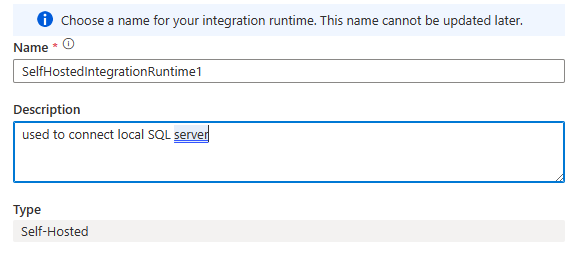 Choose a name for your integration runtime. This name cannot be updated later.
Name *
SelfHostedIntegrationRuntime1
Description
used to connect local SQL server
Type
Self-Hosted